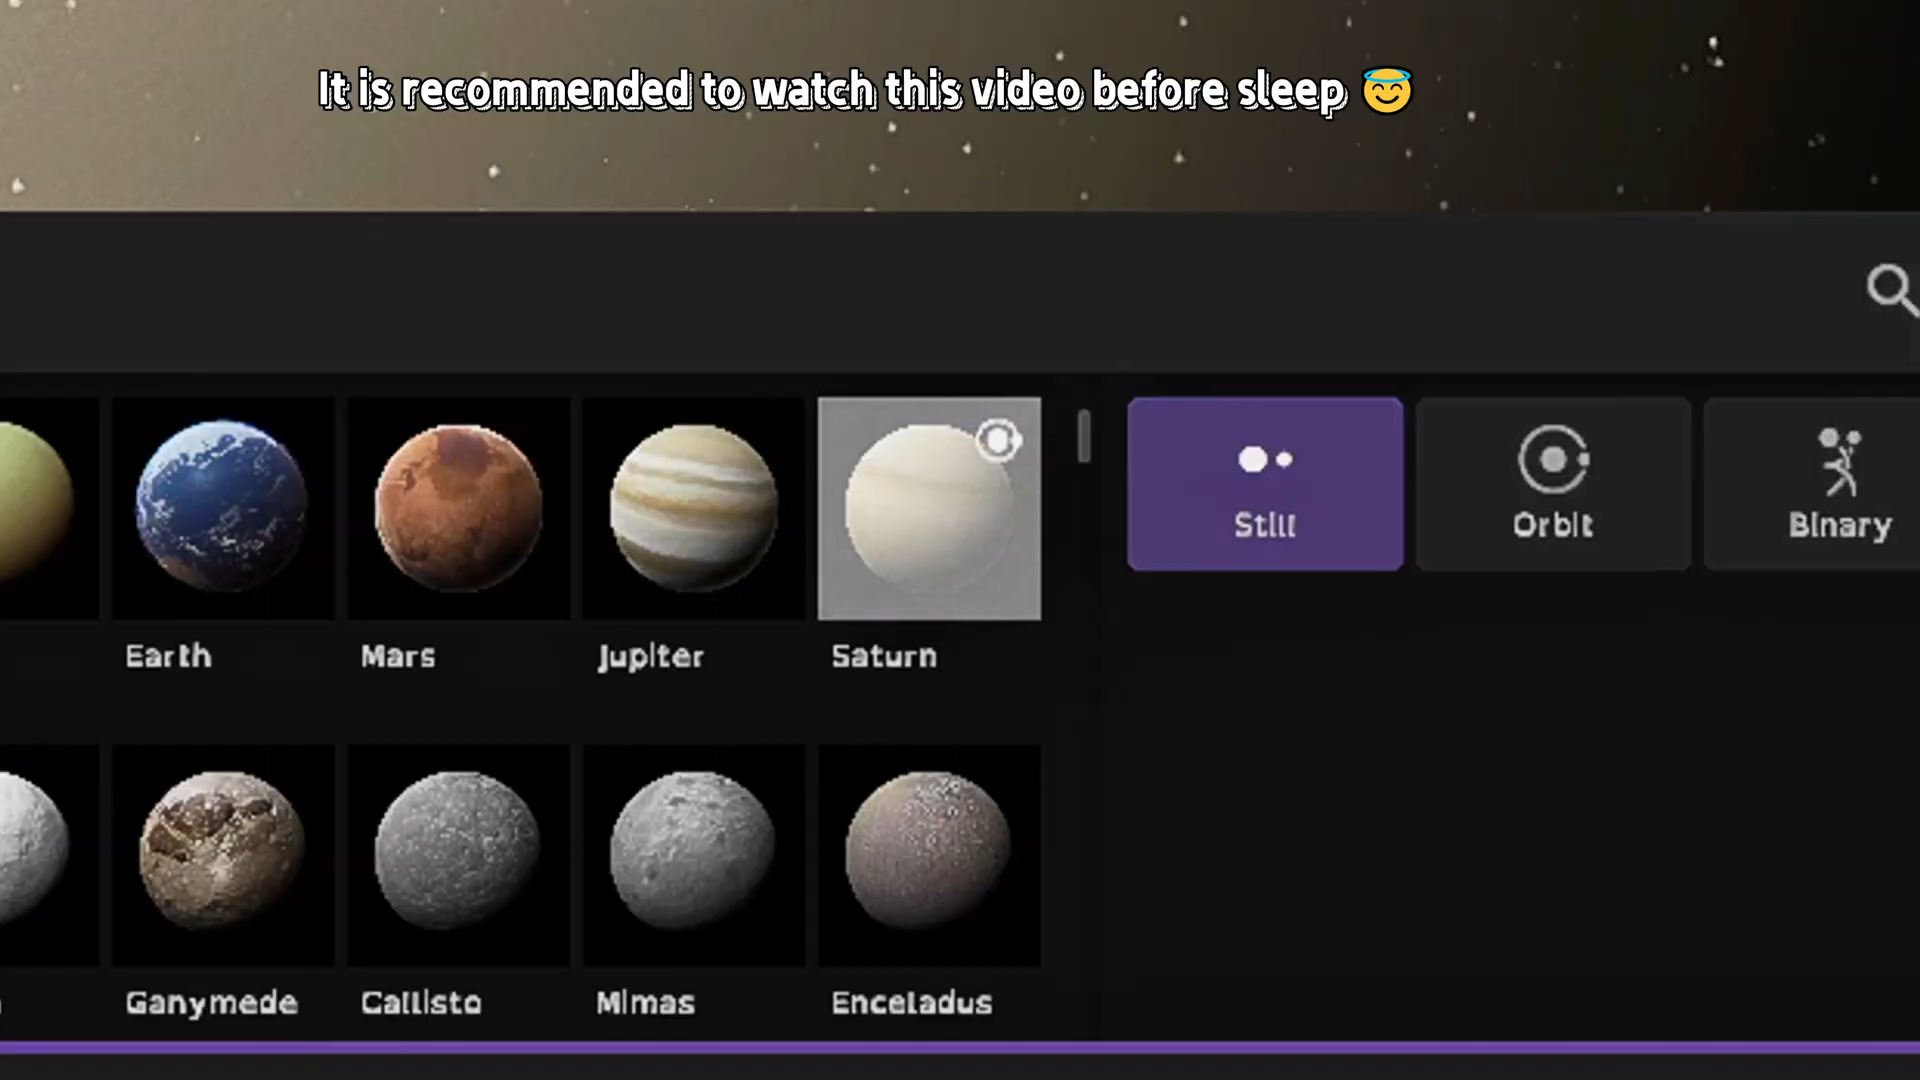 It is recommended to watch this video before sleep 😇
Still
Orbit
Binary
Earth
Mars
Jupiter
Saturn
Ganymede
Callisto
Mimas
Enceladus